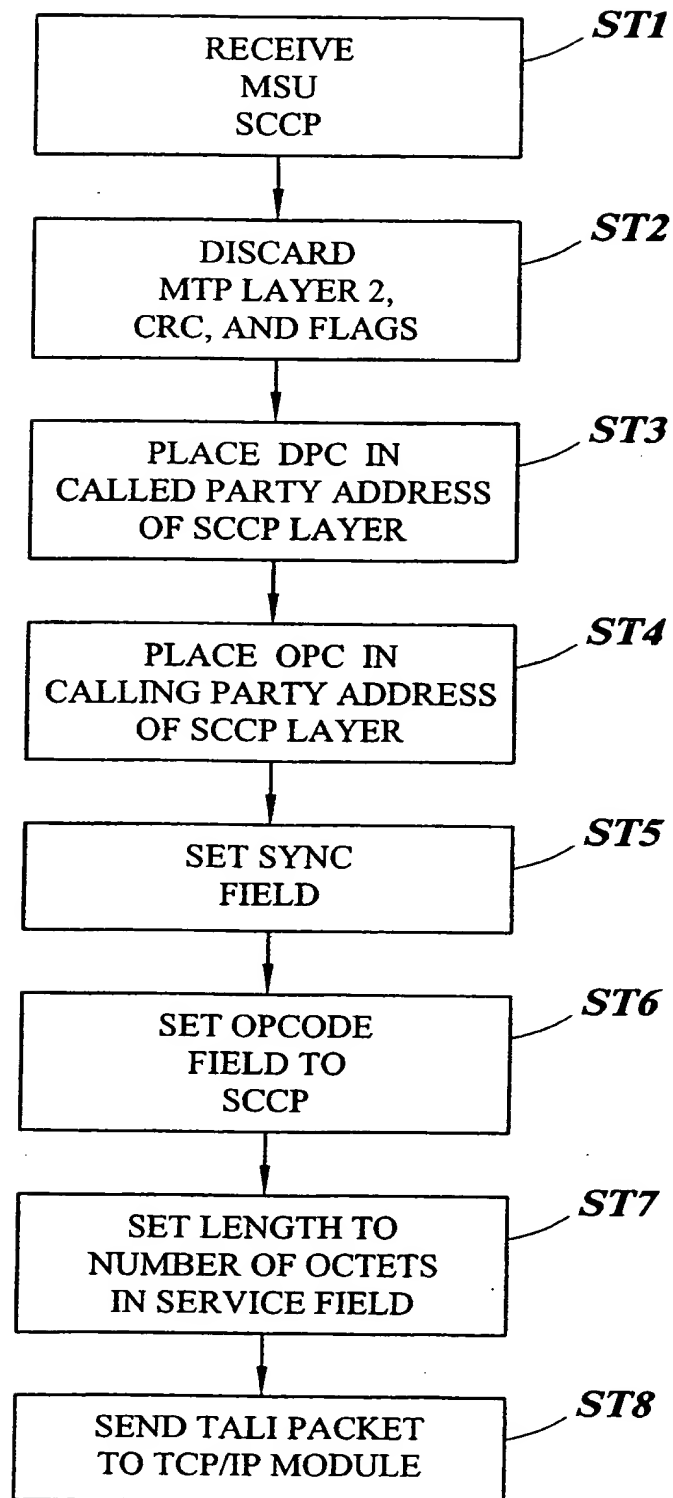 ST1
RECEIVE
MSU
SCCP
ST2
DISCARD
MTP LAYER 2,
CRC, AND FLAGS
ST3
PLACE DPC IN
CALLED PARTY ADDRESS
OF SCCP LAYER
ST4
PLACE OPC IN
CALLING PARTY ADDRESS
OF SCCP LAYER
ST5
SET SYNC
FIELD
ST6
SET OPCODE
FIELD TO
SCCP
ST7
SET LENGTH TO
NUMBER OF OCTETS
IN SERVICE FIELD
ST8
SEND TALI PACKET
TO TCP/IP MODULE